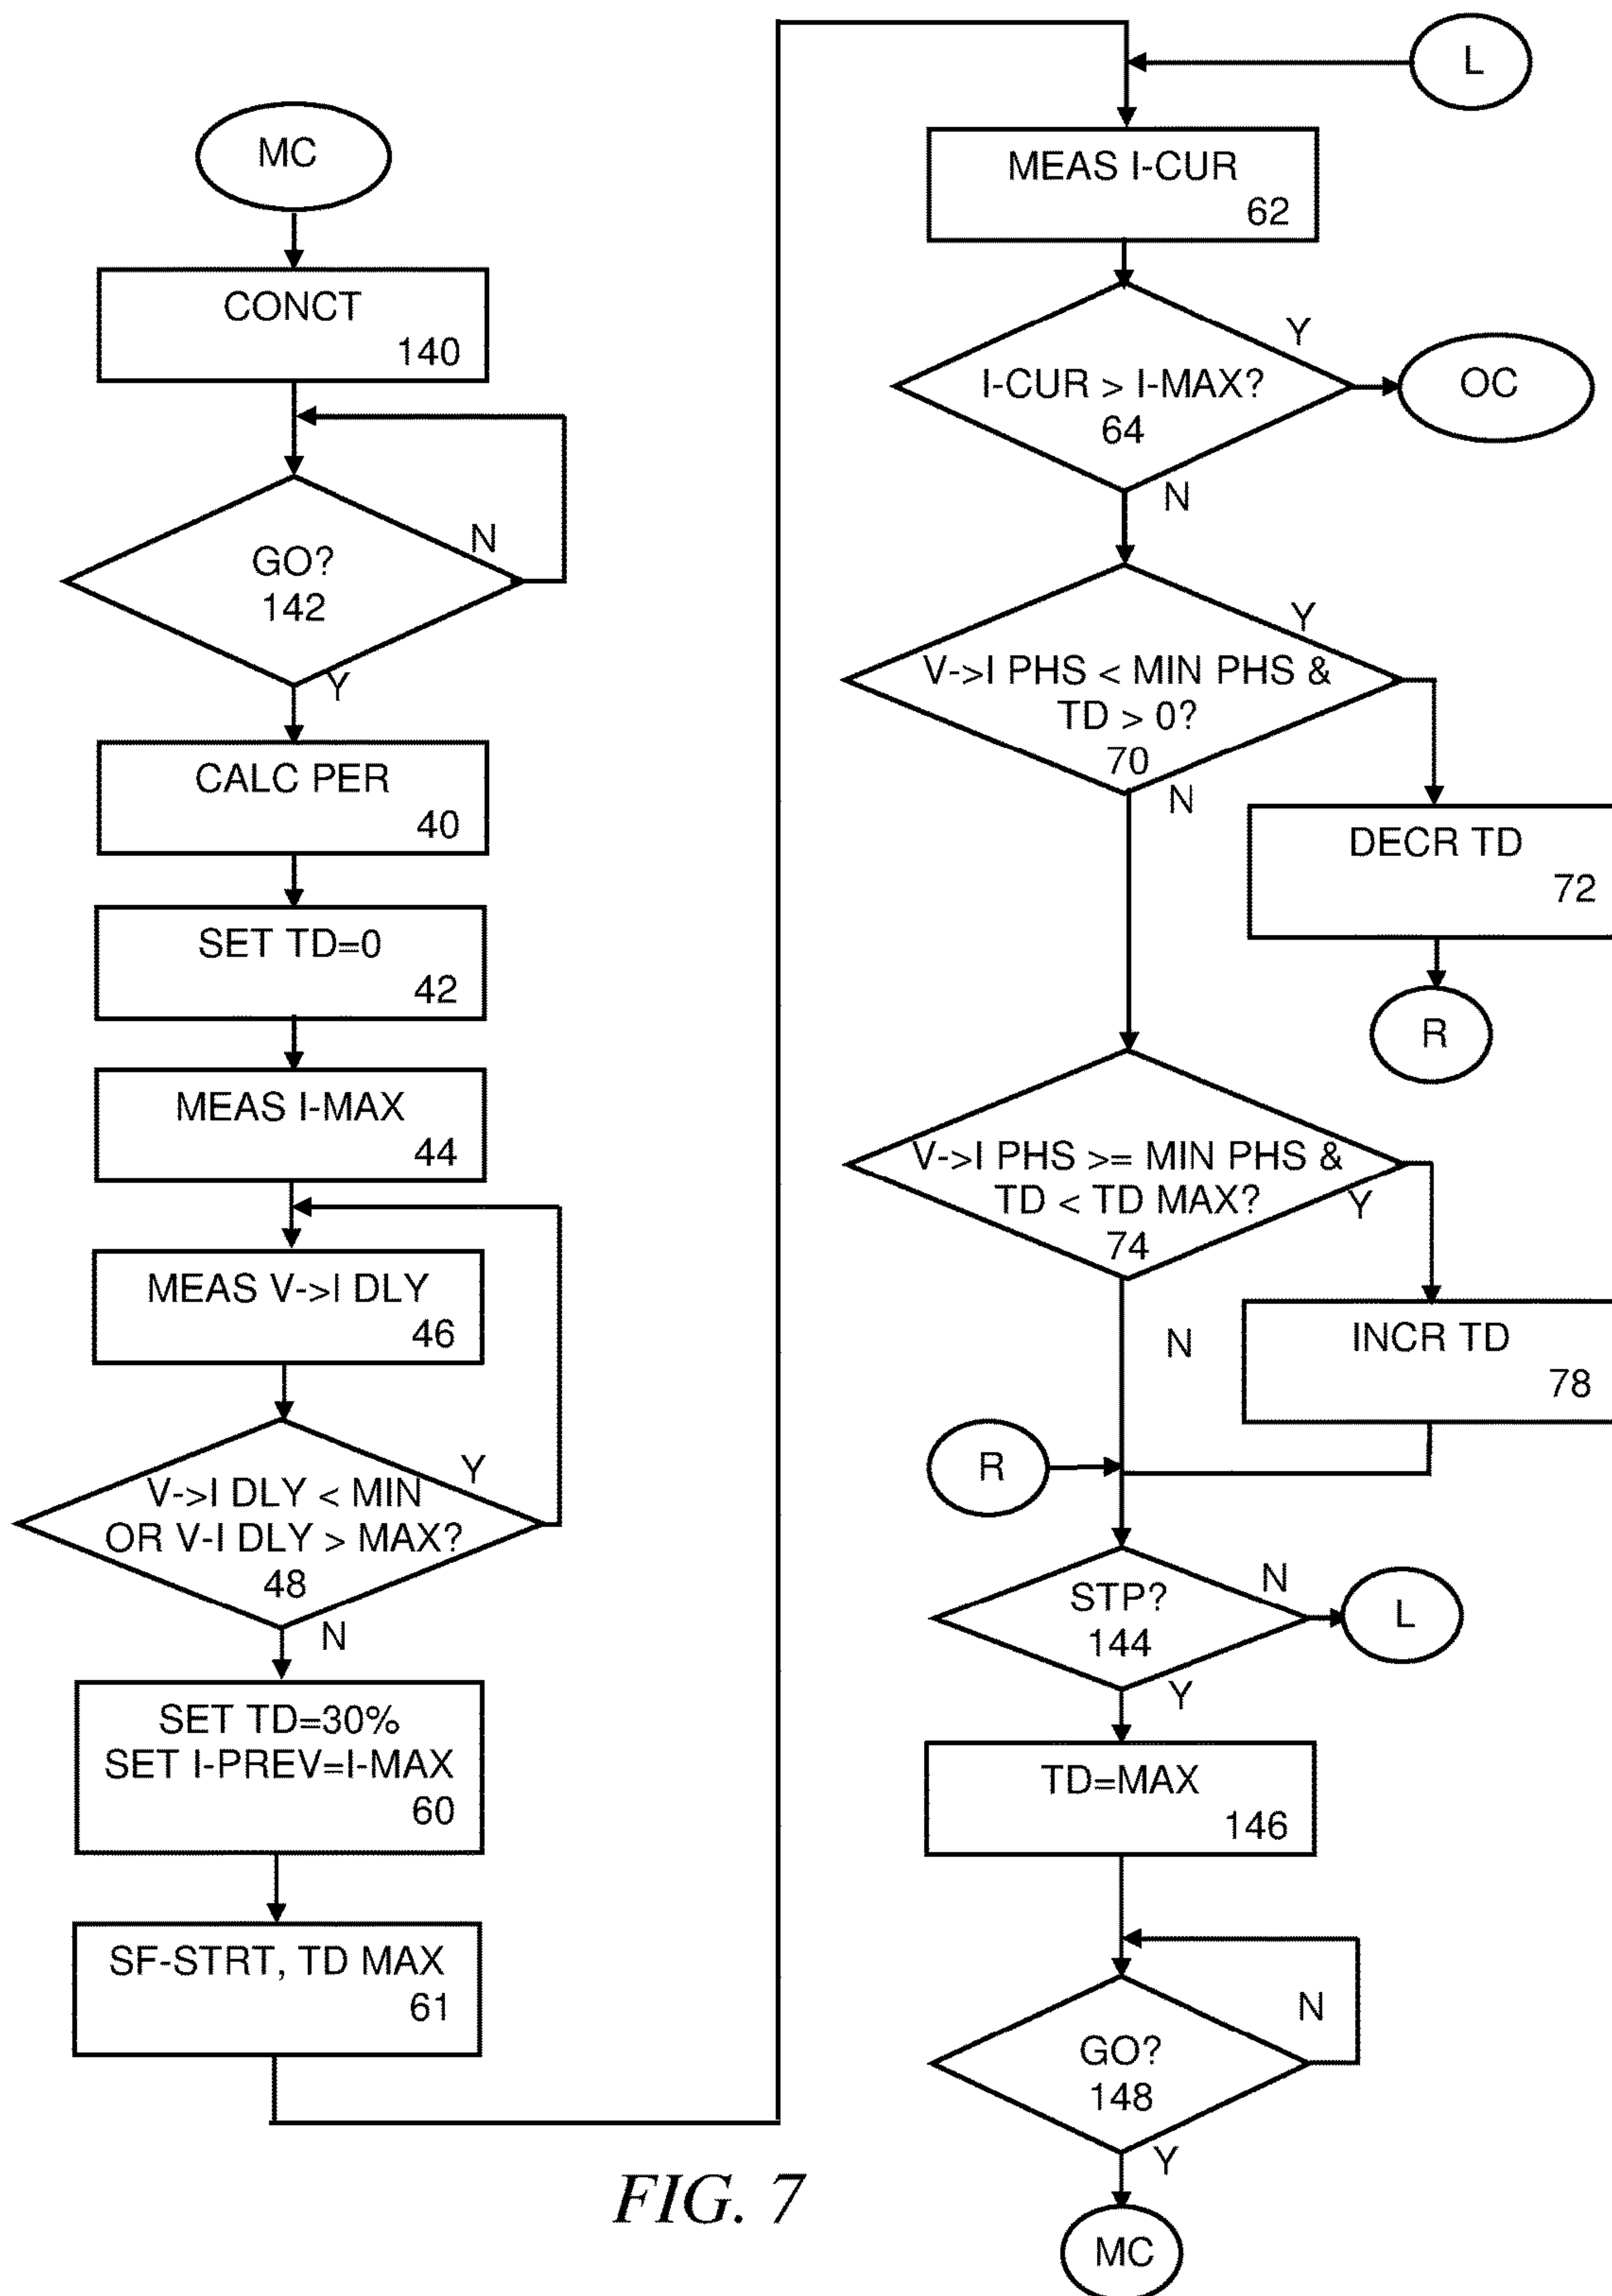 MC
CONCT
140
GO?
142
N
Y
CALC PER
40
SET TD=0
42
MEAS I-MAX
44
MEAS V->I DLY
46
V->I DLY < MIN
OR V-I DLY > MAX?
48
Y
N
SET TD=30%
SET I-PREV=I-MAX
60
SF-STRT, TD MAX
61
L
MEAS I-CUR
62
I-CUR > I-MAX?
64
Y
OC
N
V->I PHS < MIN PHS &
TD > 0?
70
Y
N
DECR TD
72
R
V->I PHS >= MIN PHS &
TD < TD MAX?
74
Y
N
INCR TD
78
R
STP?
144
N
L
Y
TD=MAX
146
GO?
148
N
Y
MC
FIG. 7